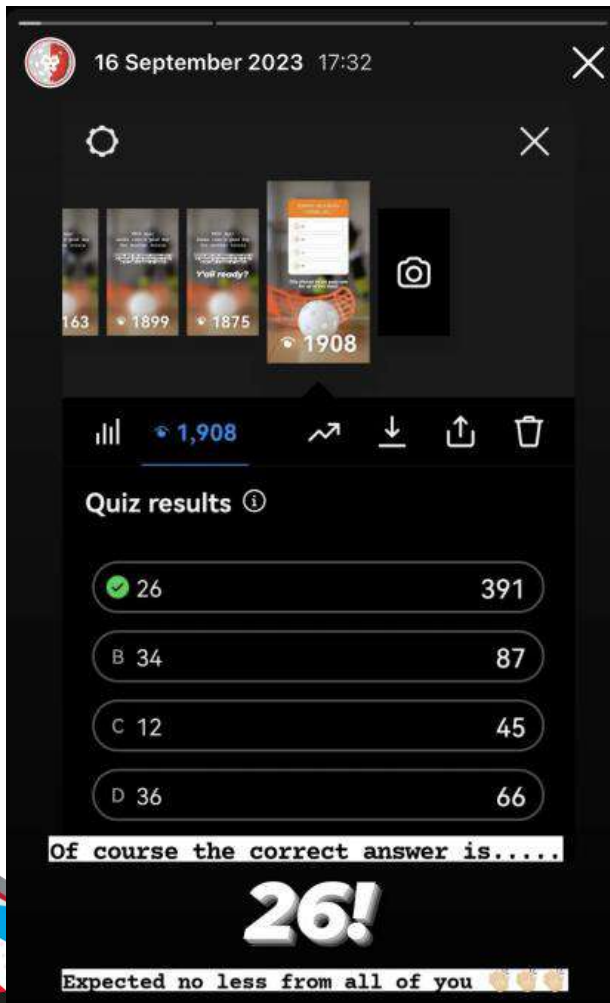 16 September 2023 17:32
Y'all ready?
163 1899 1875 1908
1,908
Quiz results
26 391
B 34 87
C 12 45
D 36 66
Of course the correct answer is.....
26!
Expected no less from all of you 👏🏻👏🏻👏🏻